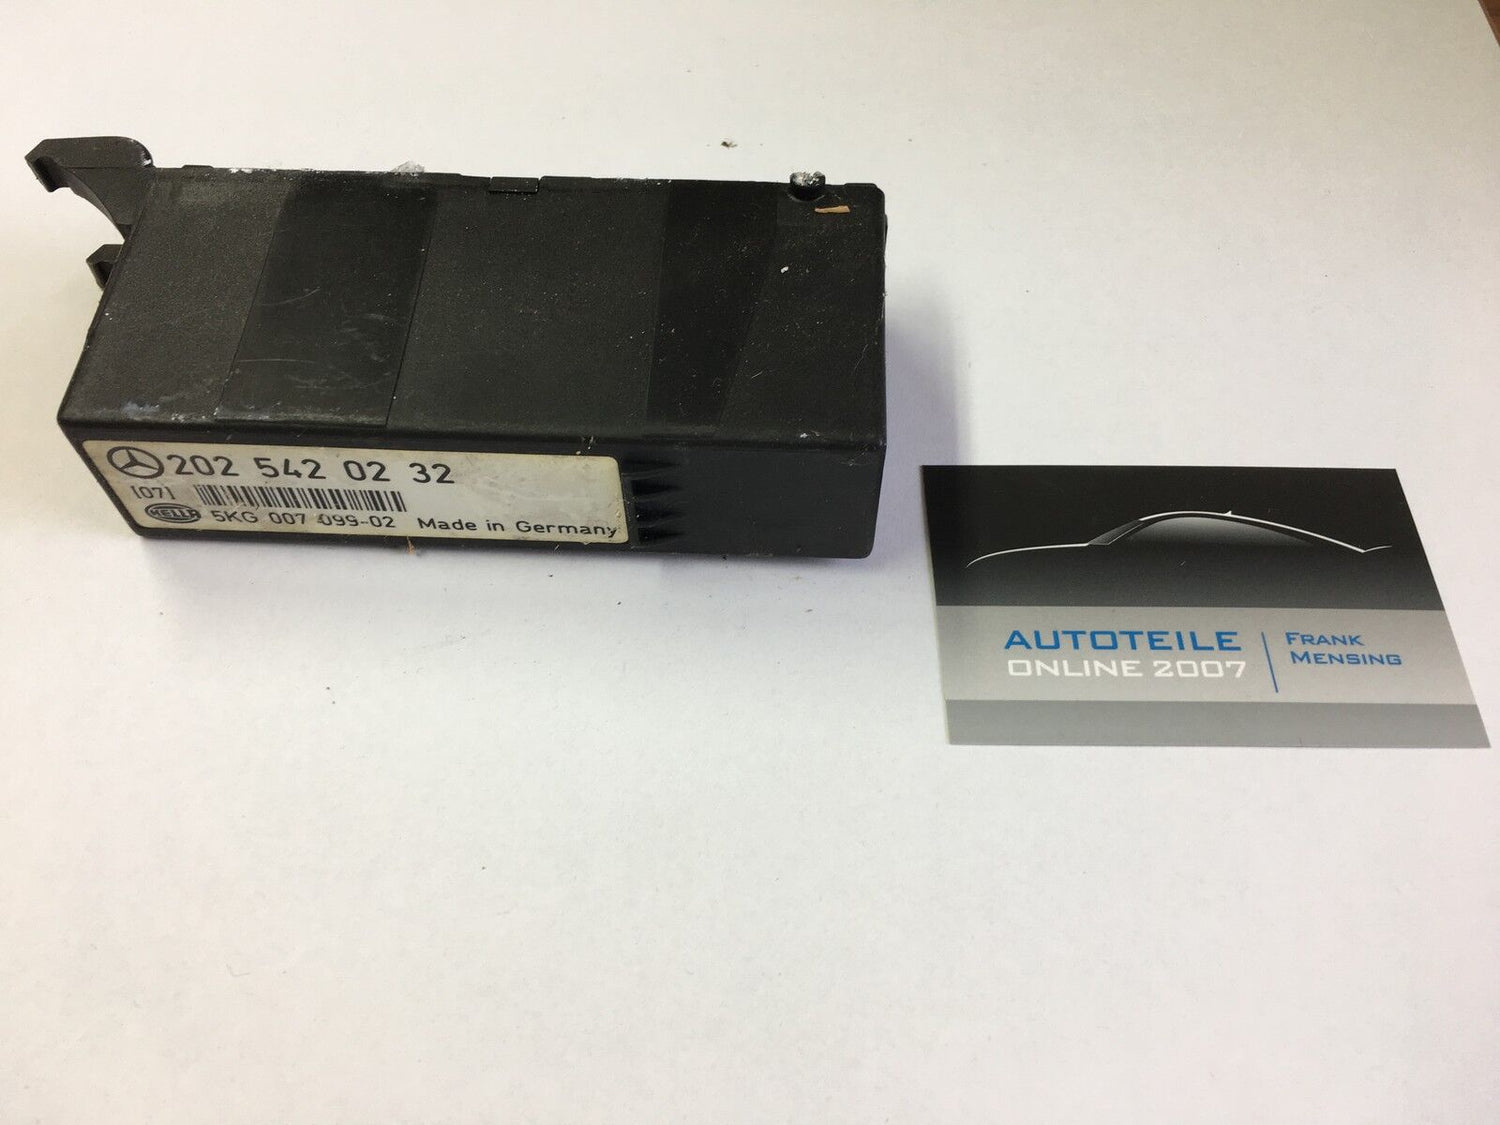 202 542 02 32
[07]
HELLA 5KG 007 099-02 Made in Germany
AUTOTEILE
ONLINE 2007
FRANK
MENSING